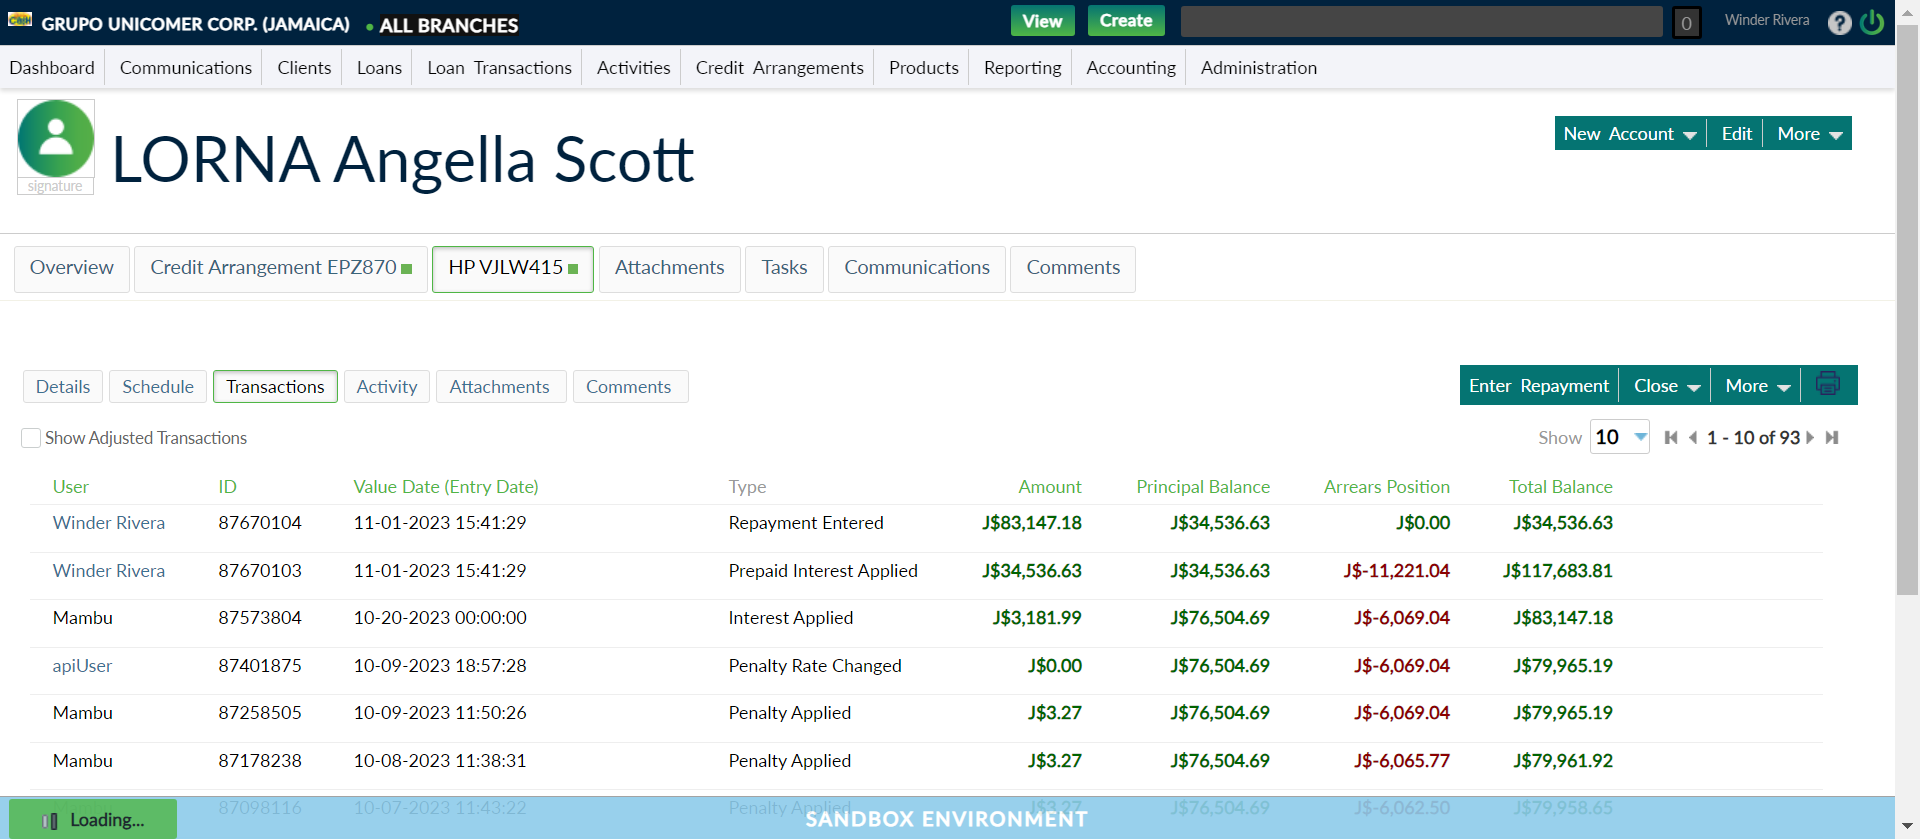 GRUPO UNICOMER CORP. (JAMAICA) • ALL BRANCHES View Create 0 Winder Rivera ?
Dashboard Communications Clients Loans Loan Transactions Activities Credit Arrangements Products Reporting Accounting Administration
signature
LORNA Angella Scott
New Account Edit More
Overview Credit Arrangement EPZ870 HP VJLW415 Attachments Tasks Communications Comments
Details Schedule Transactions Activity Attachments Comments
Enter Repayment Close More
Show Adjusted Transactions
Show 10 1 - 10 of 93
User ID Value Date (Entry Date) Type Amount Principal Balance Arrears Position Total Balance
Winder Rivera 87670104 11-01-2023 15:41:29 Repayment Entered J$83,147.18 J$34,536.63 J$0.00 J$34,536.63
Winder Rivera 87670103 11-01-2023 15:41:29 Prepaid Interest Applied J$34,536.63 J$34,536.63 J$-11,221.04 J$117,683.81
Mambu 87573804 10-20-2023 00:00:00 Interest Applied J$3,181.99 J$76,504.69 J$-6,069.04 J$83,147.18
apiUser 87401875 10-09-2023 18:57:28 Penalty Rate Changed J$0.00 J$76,504.69 J$-6,069.04 J$79,965.19
Mambu 87258505 10-09-2023 11:50:26 Penalty Applied J$3.27 J$76,504.69 J$-6,069.04 J$79,965.19
Mambu 87178238 10-08-2023 11:38:31 Penalty Applied J$3.27 J$76,504.69 J$-6,065.77 J$79,961.92
Mambu 87098116 10-07-2023 11:43:22 Penalty Applied J$3.27 J$76,504.69 J$-6,062.50 J$79,958.65
Loading...
SANDBOX ENVIRONMENT